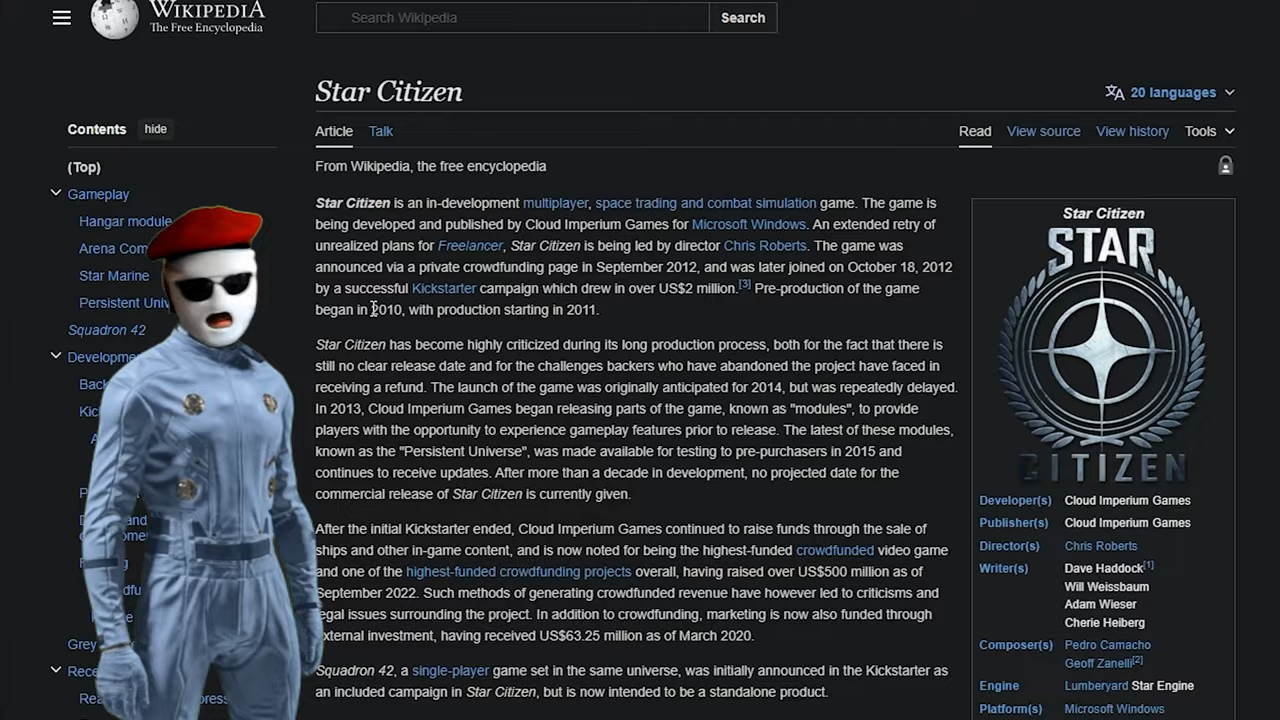 WIKIPEDIA
The Free Encyclopedia
Search Wikipedia
Search
Star Citizen
20 languages
Contents
hide
Article
Talk
Read
View source
View history
Tools
(Top)
From Wikipedia, the free encyclopedia
Gameplay
Hangar module
Arena Com
Star Marine
Persistent Univ
Squadron 42
Developme
Back
Kic
Grey
Rece
Star Citizen is an in-development multiplayer, space trading and combat simulation game. The game is
being developed and published by Cloud Imperium Games for Microsoft Windows. An extended retry of
unrealized plans for Freelancer, Star Citizen is being led by director Chris Roberts. The game was
announced via a private crowdfunding page in September 2012, and was later joined on October 18, 2012
by a successful Kickstarter campaign which drew in over US$2 million.[3] Pre-production of the game
began in 2010, with production starting in 2011.
Star Citizen has become highly criticized during its long production process, both for the fact that there is
still no clear release date and for the challenges backers who have abandoned the project have faced in
receiving a refund. The launch of the game was originally anticipated for 2014, but was repeatedly delayed.
In 2013, Cloud Imperium Games began releasing parts of the game, known as "modules", to provide
players with the opportunity to experience gameplay features prior to release. The latest of these modules,
known as the "Persistent Universe", was made available for testing to pre-purchasers in 2015 and
continues to receive updates. After more than a decade in development, no projected date for the
commercial release of Star Citizen is currently given.
After the initial Kickstarter ended, Cloud Imperium Games continued to raise funds through the sale of
ships and other in-game content, and is now noted for being the highest-funded crowdfunded video game
and one of the highest-funded crowdfunding projects overall, having raised over US$500 million as of
September 2022. Such methods of generating crowdfunded revenue have however led to criticisms and
legal issues surrounding the project. In addition to crowdfunding, marketing is now also funded through
external investment, having received US$63.25 million as of March 2020.
Squadron 42, a single-player game set in the same universe, was initially announced in the Kickstarter as
an included campaign in Star Citizen, but is now intended to be a standalone product.
Star Citizen
STAR
CITIZEN
Developer(s) Cloud Imperium Games
Publisher(s) Cloud Imperium Games
Director(s) Chris Roberts
Writer(s) Dave Haddock[1]
Will Weissbaum
Adam Wieser
Cherie Heiberg
Composer(s) Pedro Camacho
Geoff Zanelli[2]
Engine Lumberyard Star Engine
Platform(s) Microsoft Windows